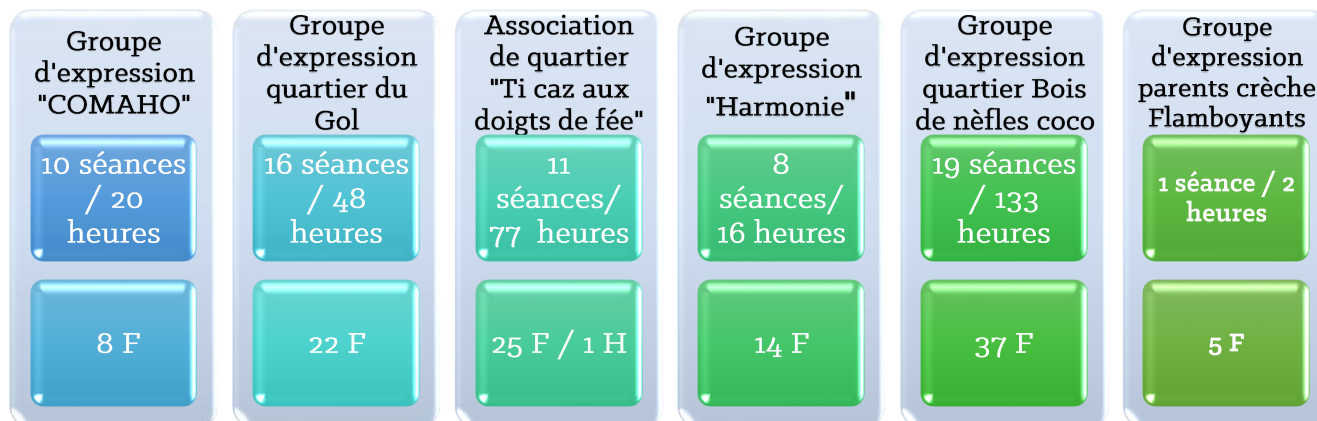 Groupe
d'expression
"COMAHO"
10 séances
/ 20
heures
8 F
Groupe
d'expression
quartier du
Gol
16 séances
/ 48
heures
22 F
Association
de quartier
"Ti caz aux
doigts de fée"
11
séances/
77 heures
25 F / 1 H
Groupe
d'expression
"Harmonie"
8
séances/
16 heures
14 F
Groupe
d'expression
quartier Bois
de nèfles coco
19 séances
/ 133
heures
37 F
Groupe
d'expression
parents crèche
Flamboyants
1 séance / 2
heures
5 F